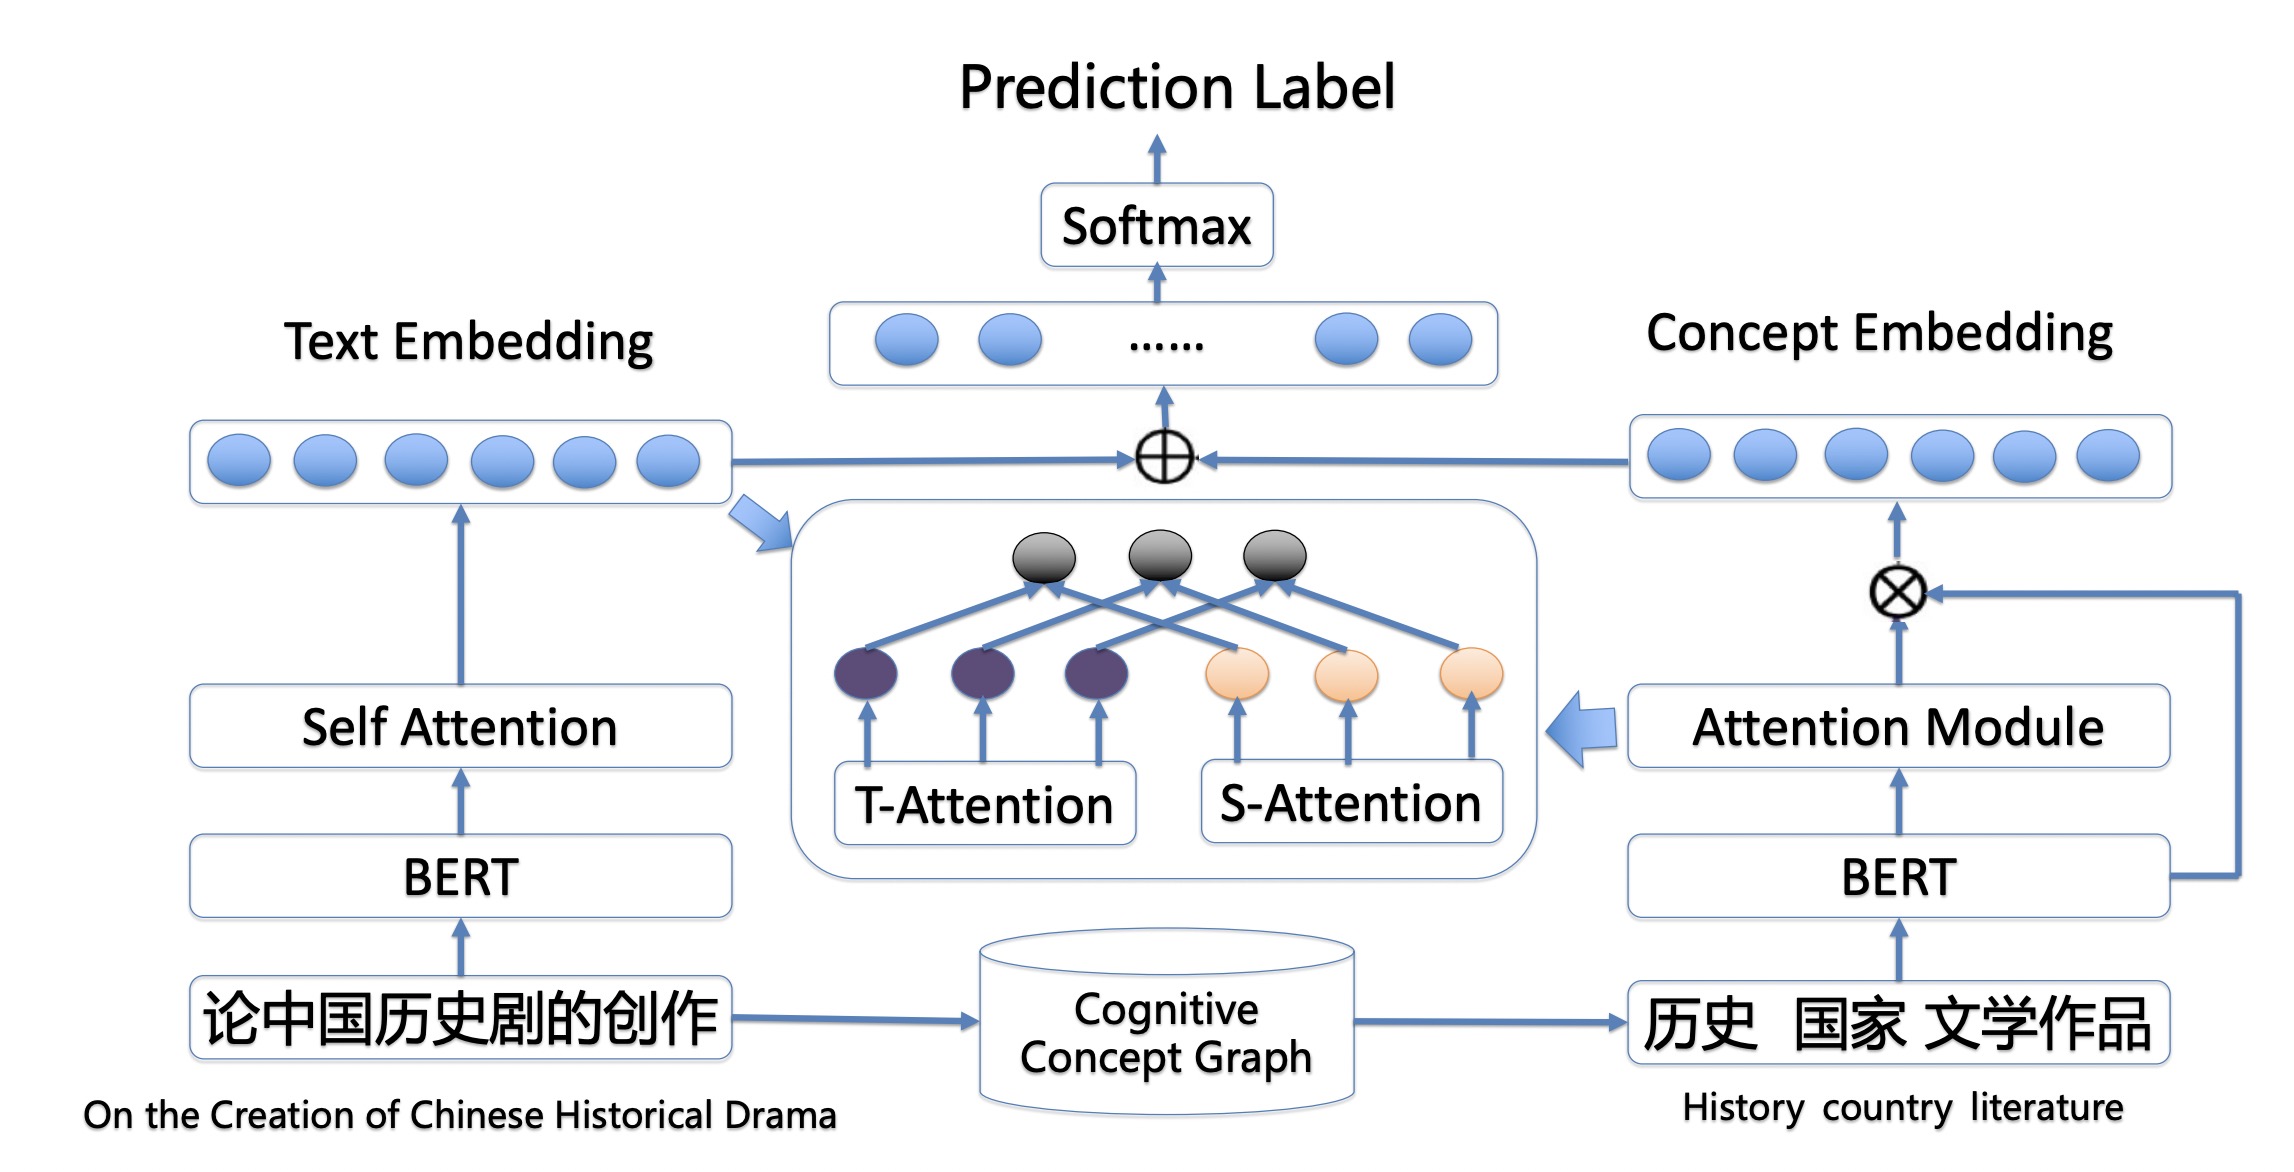 Prediction Label
Softmax
Text Embedding
......
Concept Embedding
Self Attention
T-Attention
S-Attention
Attention Module
BERT
BERT
论中国历史剧的创作
Cognitive
Concept Graph
历史 国家 文学作品
On the Creation of Chinese Historical Drama
History country literature